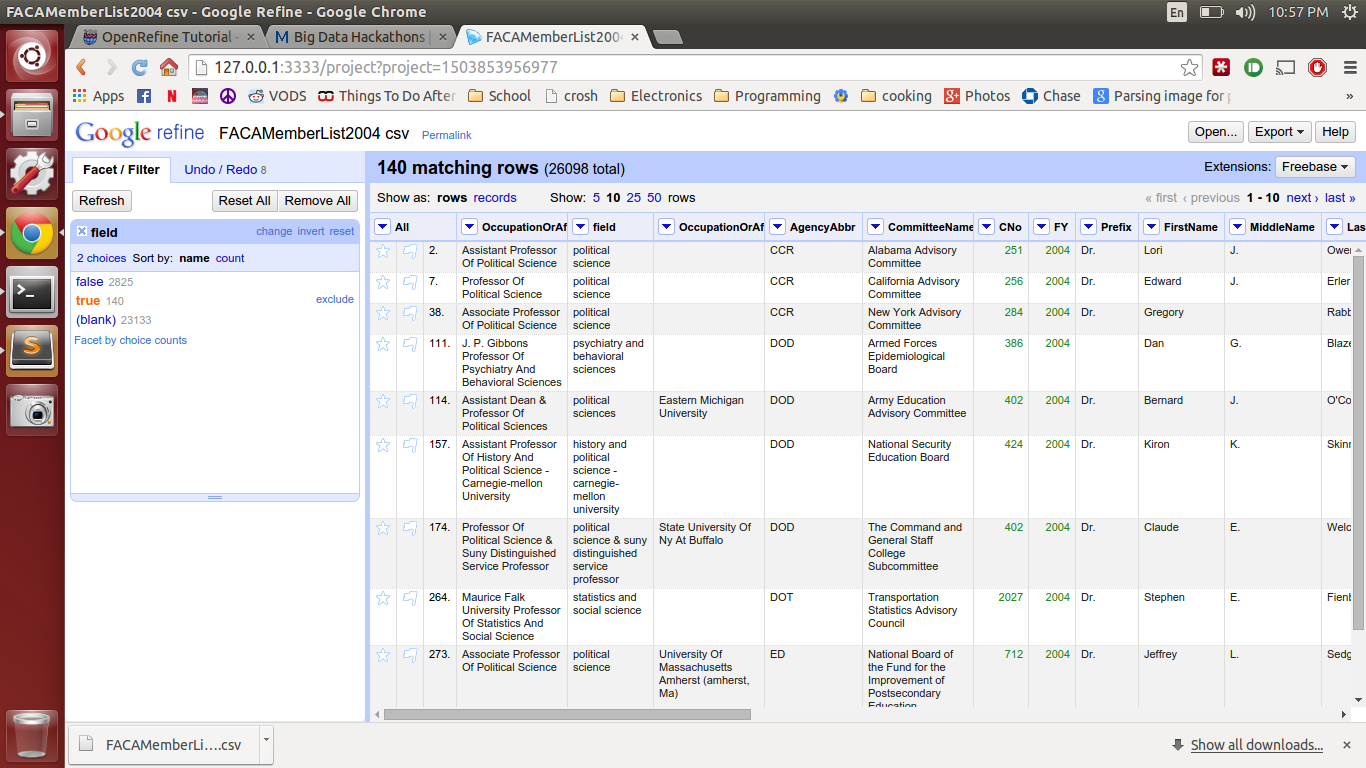 FACAMemberList2004 csv - Google Refine - Google Chrome
En
10:57 PM
OpenRefine Tutorial -
Big Data Hackathons |
FACAMemberList200
127.0.0.1:3333/project?project=1503853956977
Apps
VODS
Things To Do After
School
crosh
Electronics
Programming
cooking
Photos
Chase
Parsing image for
»
Google refine
FACAMemberList2004 csv
Permalink
Open...
Export
Help
Facet / Filter
Undo / Redo 8
140 matching rows (26098 total)
Extensions:
Freebase
Refresh
Reset All
Remove All
Show as: rows records
Show: 5 10 25 50 rows
« first ‹ previous 1 - 10 next › last »
field
change invert reset
2 choices Sort by: name count
false 2825
true 140
exclude
(blank) 23133
Facet by choice counts
All
OccupationOrAf
field
OccupationOrAf
AgencyAbbr
CommitteeName
CNo
FY
Prefix
FirstName
MiddleName
Las
2.
Assistant Professor
Of Political Science
political
science
CCR
Alabama Advisory
Committee
251
2004
Dr.
Lori
J.
Owe
7.
Professor Of
Political Science
political
science
CCR
California Advisory
Committee
256
2004
Dr.
Edward
J.
Erler
38.
Associate Professor
Of Political Science
political
science
CCR
New York Advisory
Committee
284
2004
Dr.
Gregory
Rabb
111.
J. P. Gibbons
Professor Of
Psychiatry And
Behavioral Sciences
psychiatry and
behavioral
sciences
DOD
Armed Forces
Epidemiological
Board
386
2004
Dan
G.
Blaze
114.
Assistant Dean &
Professor Of
Political Sciences
political
sciences
Eastern Michigan
University
DOD
Army Education
Advisory Committee
402
2004
Dr.
Bernard
J.
O'Co
157.
Assistant Professor
Of History And
Political Science -
Carnegie-mellon
University
history and
political
science -
carnegie-
mellon
university
DOD
National Security
Education Board
424
2004
Dr.
Kiron
K.
Skinn
174.
Professor Of
Political Science &
Suny Distinguished
Service Professor
political
science & suny
distinguished
service
professor
State University Of
Ny At Buffalo
DOD
The Command and
General Staff
College
Subcommittee
402
2004
Dr.
Claude
E.
Welc
264.
Maurice Falk
University Professor
Of Statistics And
Social Science
statistics and
social science
DOT
Transportation
Statistics Advisory
Council
2027
2004
Dr.
Stephen
E.
Fienb
273.
Associate Professor
Of Political Science
political
science
University Of
Massachusetts
Amherst (amherst,
Ma)
ED
National Board of
the Fund for the
Improvement of
Postsecondary
Education
712
2004
Dr.
Jeffrey
L.
Sedg
FACAMemberLi....csv
Show all downloads...